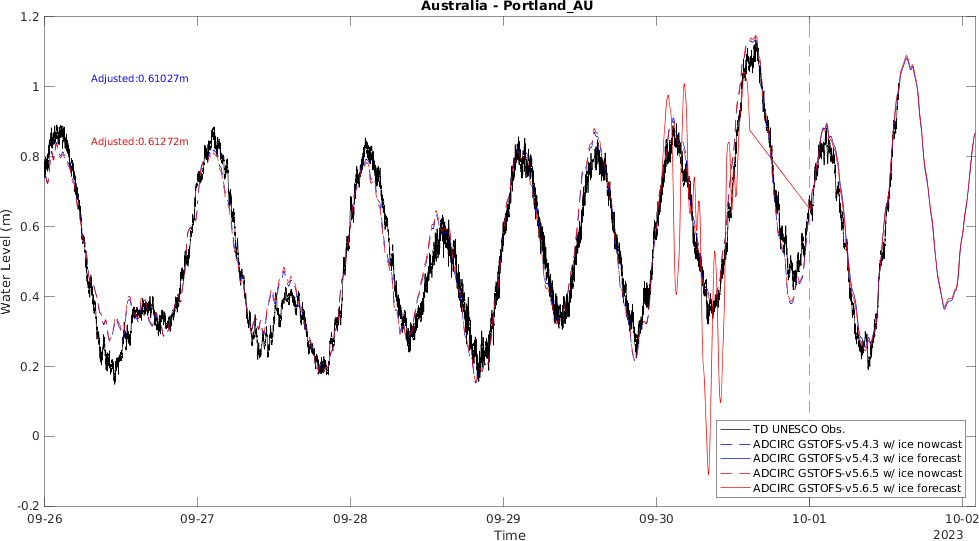 Australia - Portland_AU
1.2
1
0.8
0.6
0.4
0.2
0
-0.2
Water Level (m)
Adjusted:0.61027m
Adjusted:0.61272m
TD UNESCO Obs.
ADCIRC GSTOFS-v5.4.3 w/ ice nowcast
ADCIRC GSTOFS-v5.4.3 w/ ice forecast
ADCIRC GSTOFS-v5.6.5 w/ ice nowcast
ADCIRC GSTOFS-v5.6.5 w/ ice forecast
09-26 09-27 09-28 09-29 09-30 10-01 10-02
Time
2023